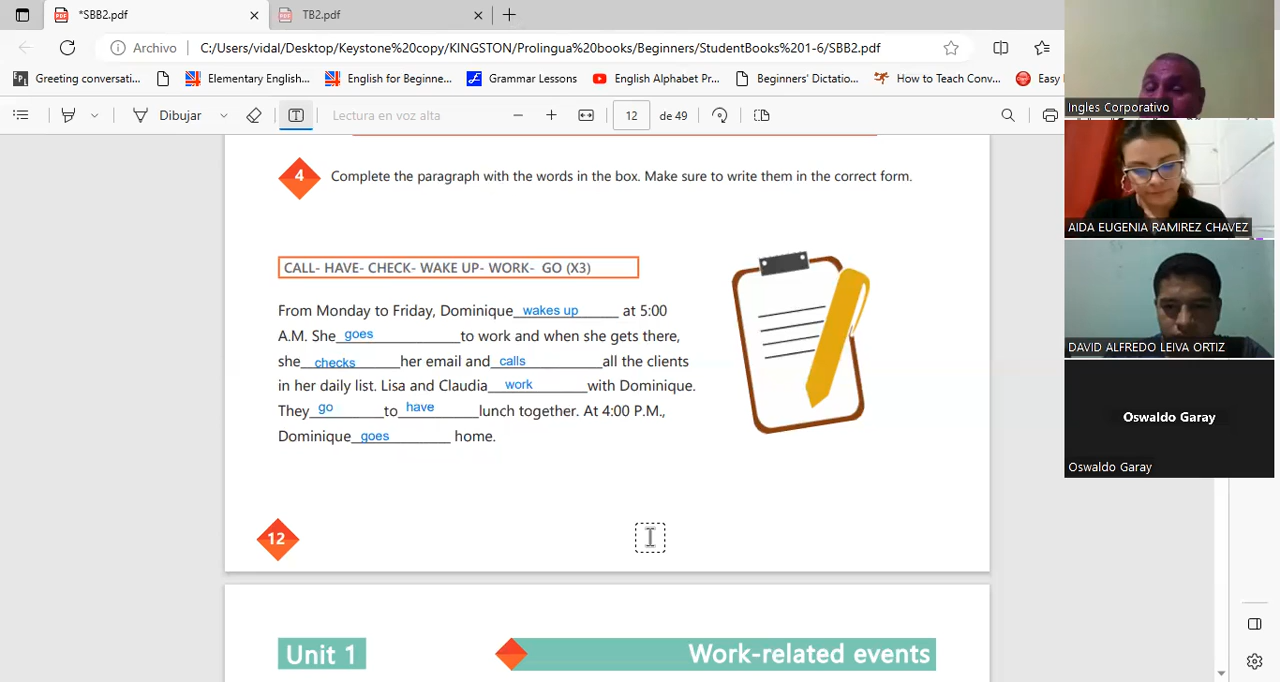 *SBB2.pdf
TB2.pdf
Archivo C:/Users/vidal/Desktop/Keystone%20copy/KINGSTON/Prolingua%20books/Beginners/StudentBooks%201-6/SBB2.pdf
Greeting conversati... Elementary English... English for Beginne... Grammar Lessons English Alphabet Pr... Beginners' Dictatio... How to Teach Conv... Easy
Dibujar Lectura en voz alta 12 de 49
4 Complete the paragraph with the words in the box. Make sure to write them in the correct form.
CALL- HAVE- CHECK- WAKE UP- WORK- GO (X3)
From Monday to Friday, Dominique wakes up at 5:00
A.M. She goes to work and when she gets there,
she checks her email and calls all the clients
in her daily list. Lisa and Claudia work with Dominique.
They go to have lunch together. At 4:00 P.M.,
Dominique goes home.
12
Unit 1
Work-related events
Ingles Corporativo
AIDA EUGENIA RAMIREZ CHAVEZ
DAVID ALFREDO LEIVA ORTIZ
Oswaldo Garay
Oswaldo Garay